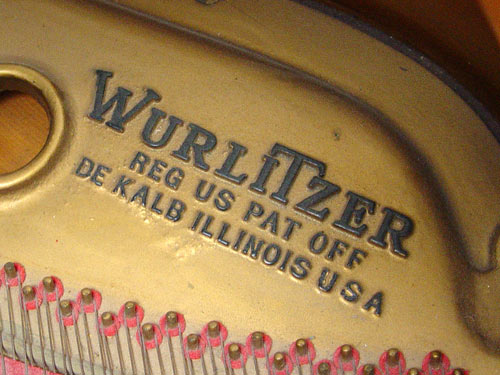 WURLITZER
REG US PAT OFF
DE KALB ILLINOIS USA